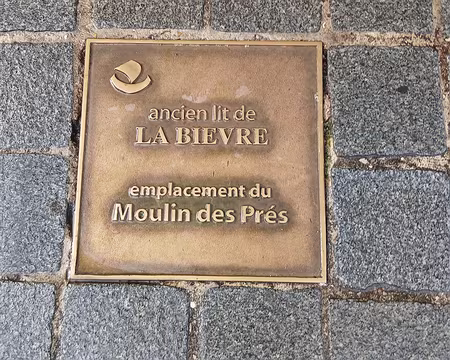 ancien lit de
LA BIEVRE
emplacement du
Moulin des Prés